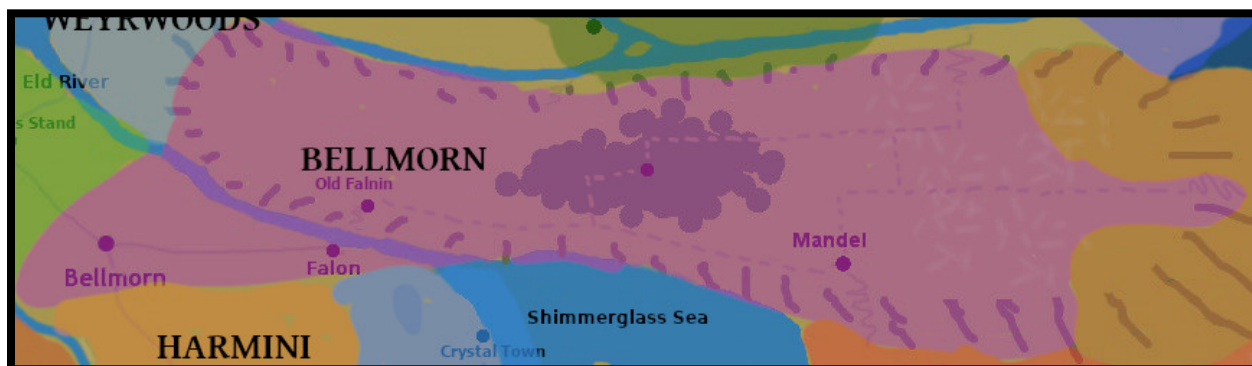 WEYRWOODS
Eld River
s Stand
BELLMORN
Old Falnin
Mandel
Falon
Bellmorn
Shimmerglass Sea
HARMINI
Crystal Town